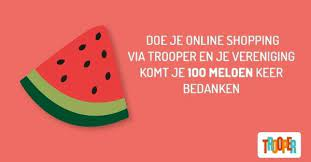 DOE JE ONLINE SHOPPING
VIA TROOPER EN JE VERENIGING
KOMT JE 100 MELOEN KEER
BEDANKEN
TROOPER